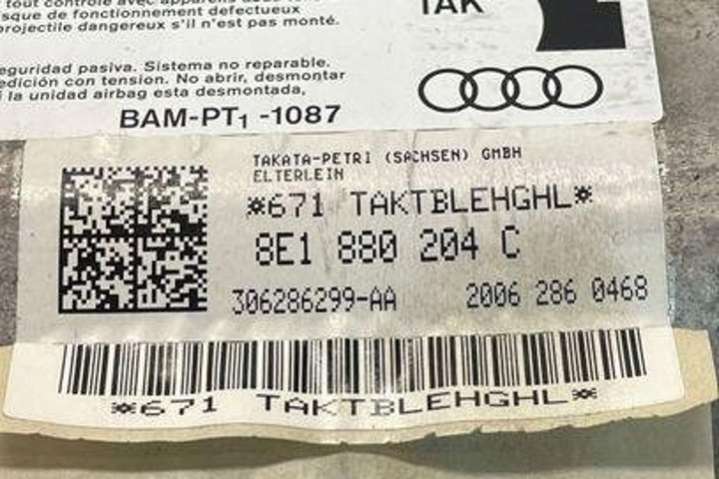 tout contrôle avec appareils
sque de fonctionnement defectueux
projectile dangereux s'il n'est pas monté.
TAK
eguridad pasiva. Sistema no reparable.
edición con tension. No abrir, desmontar
i la unidad airbag esta desmontada,
BAM-PT1 -1087
TAKATA-PETRI (SACHSEN) GMBH
ELTERLEIN
*671 TAKTBLEHGHL*
8E1 880 204 C
306286299-AA 2006 286 0468
*671 TAKTBLEHGHL*